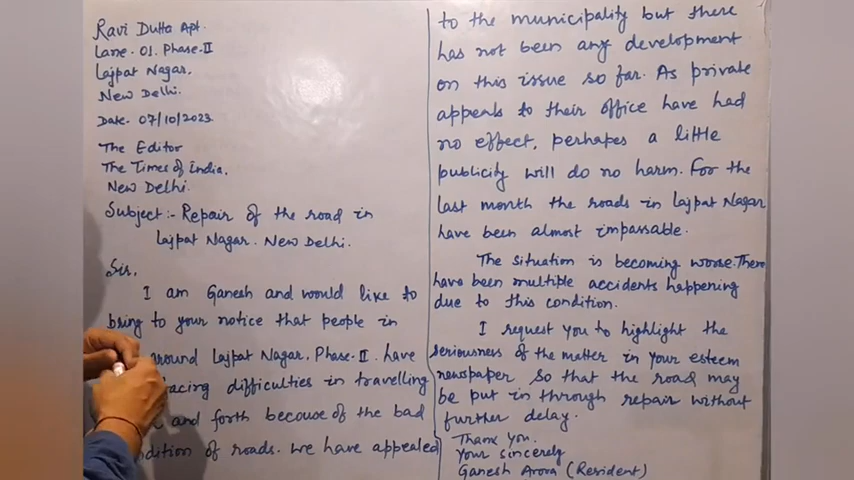 Ravi Dutta Apt.
Lane-01. Phase-II
Lajpat Nagar.
New Delhi.
Date- 07/10/2023
The Editor
The Times of India.
New Delhi.
Subject:- Repair of the road in
Lajpat Nagar. New Delhi.
Sir,
I am Ganesh and would like to
bring to your notice that people in
around Lajpat Nagar. Phase-II. have
facing difficulties in travelling
and forth because of the bad
ndition of roads. we have appealed
to the municipality but there
has not been any development
on this issue so far. As private
appeals to their office have had
no effect, perhapes a little
publicity will do no harm. For the
last month the roads in Lajpat Nagar
have been almost impassable.
The situation is becoming worse. There
have been multiple accidents happening
due to this condition.
I request you to highlight the
seriousness of the matter in your esteem
newspaper so that the road may
be put in through repair without
further delay.
Thank you.
Your sincerely
Ganesh Arora (Resident)